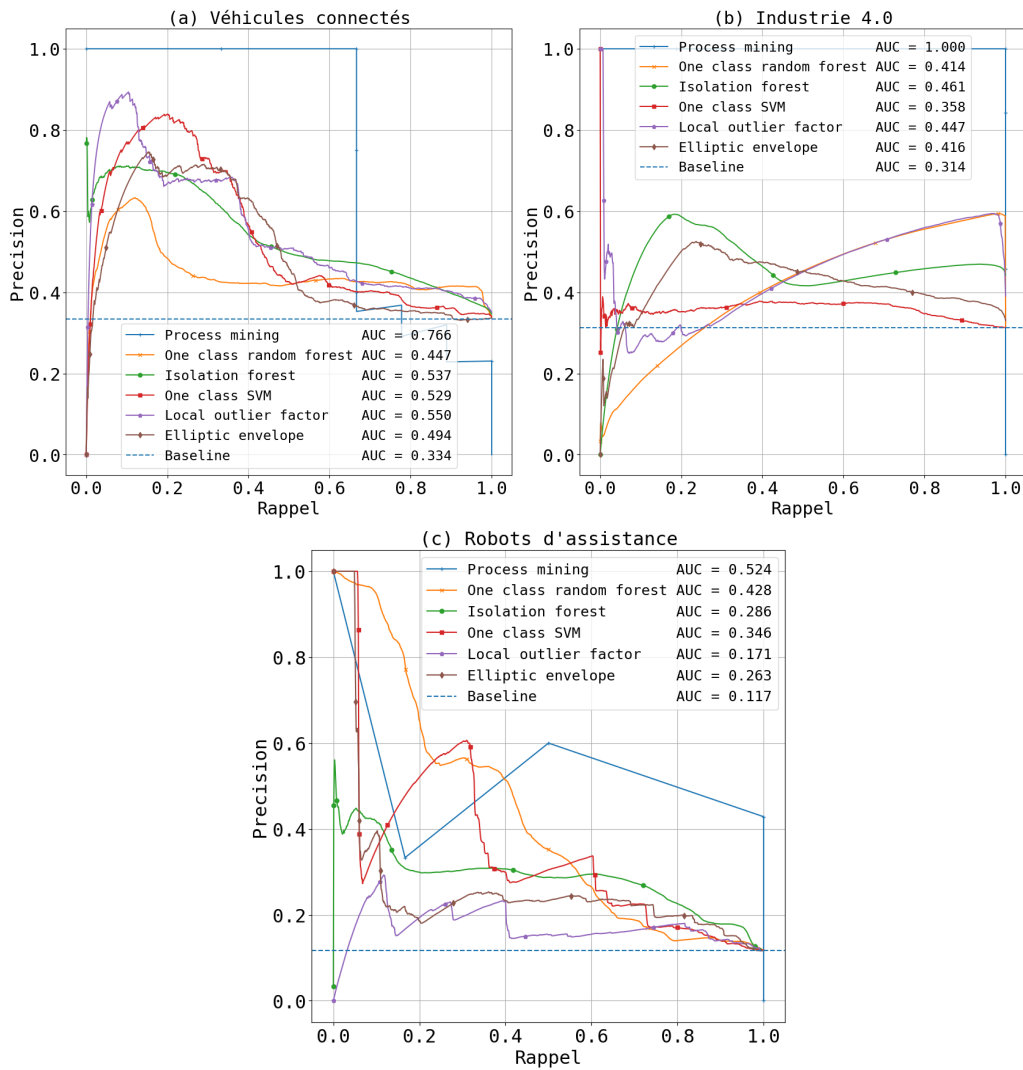 (a) Véhicules connectés
Precision
1.0
0.8
0.6
0.4
0.2
0.0
Process mining AUC = 0.766
One class random forest AUC = 0.447
Isolation forest AUC = 0.537
One class SVM AUC = 0.529
Local outlier factor AUC = 0.550
Elliptic envelope AUC = 0.494
Baseline AUC = 0.334
0.0 0.2 0.4 0.6 0.8 1.0
Rappel
(b) Industrie 4.0
Precision
1.0
0.8
0.6
0.4
0.2
0.0
Process mining AUC = 1.000
One class random forest AUC = 0.414
Isolation forest AUC = 0.461
One class SVM AUC = 0.358
Local outlier factor AUC = 0.447
Elliptic envelope AUC = 0.416
Baseline AUC = 0.314
0.0 0.2 0.4 0.6 0.8 1.0
Rappel
(c) Robots d'assistance
Precision
1.0
0.8
0.6
0.4
0.2
0.0
Process mining AUC = 0.524
One class random forest AUC = 0.428
Isolation forest AUC = 0.286
One class SVM AUC = 0.346
Local outlier factor AUC = 0.171
Elliptic envelope AUC = 0.263
Baseline AUC = 0.117
0.0 0.2 0.4 0.6 0.8 1.0
Rappel